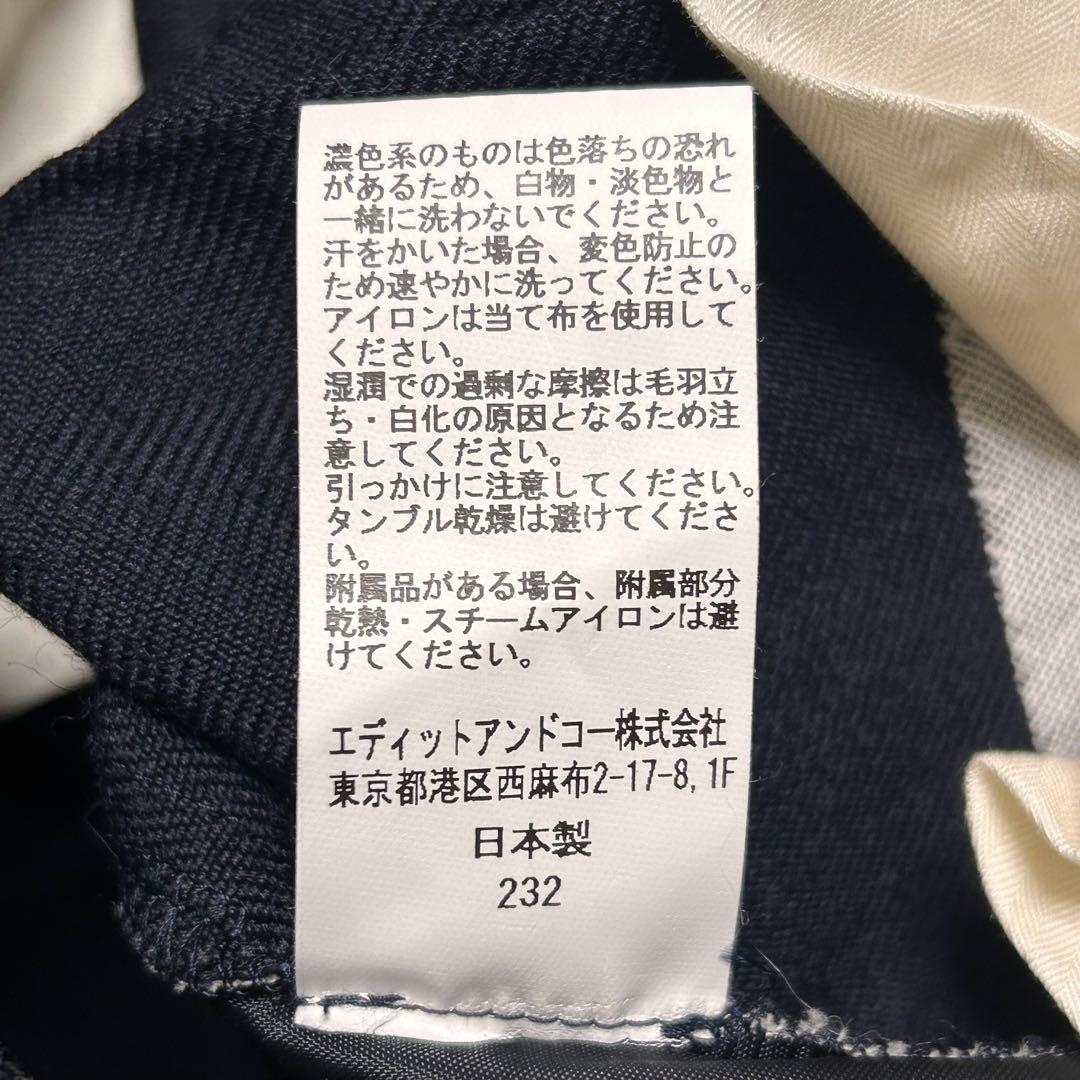 濃色系のものは色落ちの恐れ
があるため、白物・淡色物と
一緒に洗わないでください。
汗をかいた場合、変色防止の
ため速やかに洗ってください。
アイロンは当て布を使用して
ください。
湿潤での過剰な摩擦は毛羽立
ち・白化の原因となるため注
意してください。
引っかけに注意してください。
タンブル乾燥は避けてくださ
い。
附属品がある場合、附属部分
乾熱・スチームアイロンは避
けてください。
エディットアンドコー株式会社
東京都港区西麻布2-17-8,1F
日本製
232